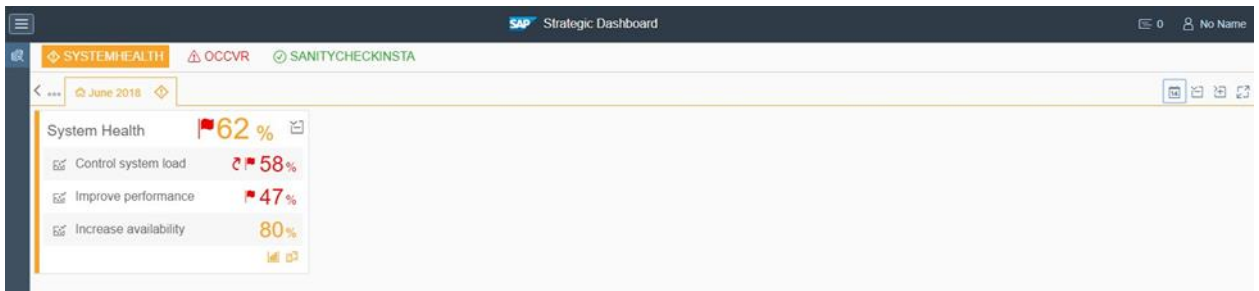 SAP Strategic Dashboard 0 No Name
SYSTEMHEALTH OCCVR SANITYCHECKINSTA
... June 2018 14
System Health 62 %
Control system load 58%
Improve performance 47%
Increase availability 80%